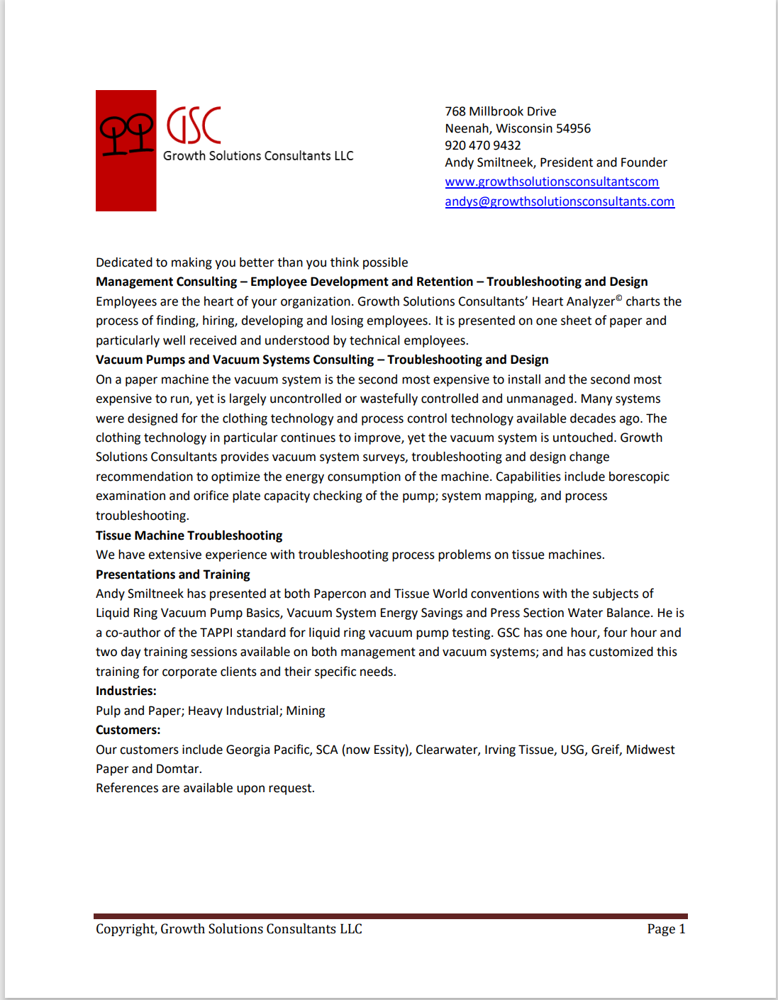 GSC
Growth Solutions Consultants LLC
768 Millbrook Drive
Neenah, Wisconsin 54956
920 470 9432
Andy Smiltneek, President and Founder
www.growthsolutionsconsultantscom
andys@growthsolutionsconsultants.com
Dedicated to making you better than you think possible
Management Consulting – Employee Development and Retention – Troubleshooting and Design
Employees are the heart of your organization. Growth Solutions Consultants’ Heart Analyzer© charts the
process of finding, hiring, developing and losing employees. It is presented on one sheet of paper and
particularly well received and understood by technical employees.
Vacuum Pumps and Vacuum Systems Consulting – Troubleshooting and Design
On a paper machine the vacuum system is the second most expensive to install and the second most
expensive to run, yet is largely uncontrolled or wastefully controlled and unmanaged. Many systems
were designed for the clothing technology and process control technology available decades ago. The
clothing technology in particular continues to improve, yet the vacuum system is untouched. Growth
Solutions Consultants provides vacuum system surveys, troubleshooting and design change
recommendation to optimize the energy consumption of the machine. Capabilities include borescopic
examination and orifice plate capacity checking of the pump; system mapping, and process
troubleshooting.
Tissue Machine Troubleshooting
We have extensive experience with troubleshooting process problems on tissue machines.
Presentations and Training
Andy Smiltneek has presented at both Papercon and Tissue World conventions with the subjects of
Liquid Ring Vacuum Pump Basics, Vacuum System Energy Savings and Press Section Water Balance. He is
a co-author of the TAPPI standard for liquid ring vacuum pump testing. GSC has one hour, four hour and
two day training sessions available on both management and vacuum systems; and has customized this
training for corporate clients and their specific needs.
Industries:
Pulp and Paper; Heavy Industrial; Mining
Customers:
Our customers include Georgia Pacific, SCA (now Essity), Clearwater, Irving Tissue, USG, Greif, Midwest
Paper and Domtar.
References are available upon request.
Copyright, Growth Solutions Consultants LLC
Page 1